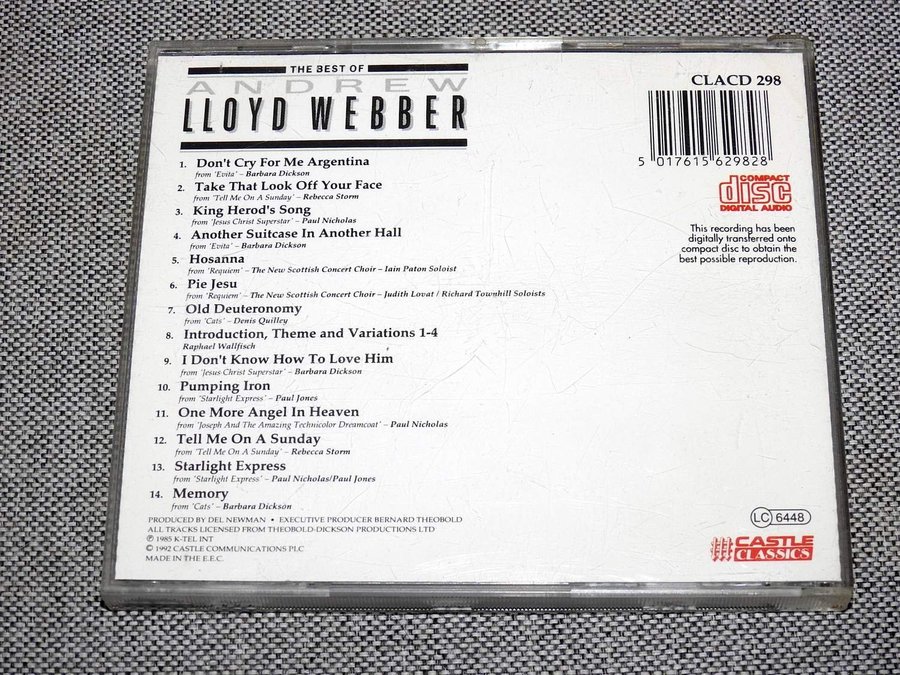 THE BEST OF
ANDREW
LLOYD WEBBER
CLACD 298
5 017615 629828
COMPACT
disc
DIGITAL AUDIO
This recording has been
digitally transferred onto
compact disc to obtain the
best possible reproduction.
1. Don't Cry For Me Argentina
from 'Evita' – Barbara Dickson
2. Take That Look Off Your Face
from 'Tell Me On A Sunday' – Rebecca Storm
3. King Herod's Song
from 'Jesus Christ Superstar' – Paul Nicholas
4. Another Suitcase In Another Hall
from 'Evita' – Barbara Dickson
5. Hosanna
from 'Requiem' – The New Scottish Concert Choir – Iain Paton Soloist
6. Pie Jesu
from 'Requiem' – The New Scottish Concert Choir – Judith Lovat / Richard Townhill Soloists
7. Old Deuteronomy
from 'Cats' – Denis Quilley
8. Introduction, Theme and Variations 1-4
Raphael Wallfisch
9. I Don't Know How To Love Him
from 'Jesus Christ Superstar' – Barbara Dickson
10. Pumping Iron
from 'Starlight Express' – Paul Jones
11. One More Angel In Heaven
from 'Joseph And The Amazing Technicolor Dreamcoat' – Paul Nicholas
12. Tell Me On A Sunday
from 'Tell Me On A Sunday' – Rebecca Storm
13. Starlight Express
from 'Starlight Express' – Paul Nicholas/Paul Jones
14. Memory
from 'Cats' – Barbara Dickson
PRODUCED BY DEL NEWMAN • EXECUTIVE PRODUCER BERNARD THEOBOLD
ALL TRACKS LICENSED FROM THEOBOLD-DICKSON PRODUCTIONS LTD
℗ 1985 K-TEL INT
© 1992 CASTLE COMMUNICATIONS PLC
MADE IN THE E.E.C.
LC 6448
CASTLE
CLASSICS